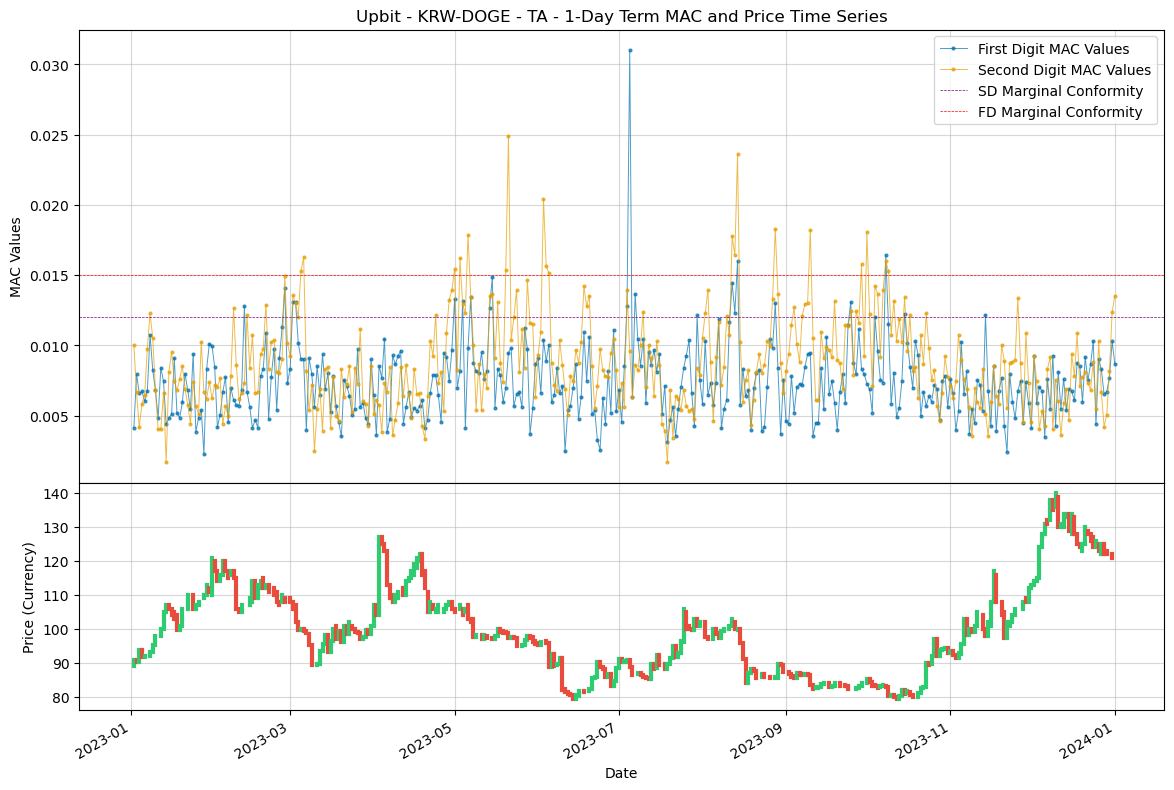 Upbit - KRW-DOGE - TA - 1-Day Term MAC and Price Time Series
First Digit MAC Values
Second Digit MAC Values
SD Marginal Conformity
FD Marginal Conformity
MAC Values
0.030
0.025
0.020
0.015
0.010
0.005
Price (Currency)
140
130
120
110
100
90
80
2023-01
2023-03
2023-05
2023-07
2023-09
2023-11
2024-01
Date